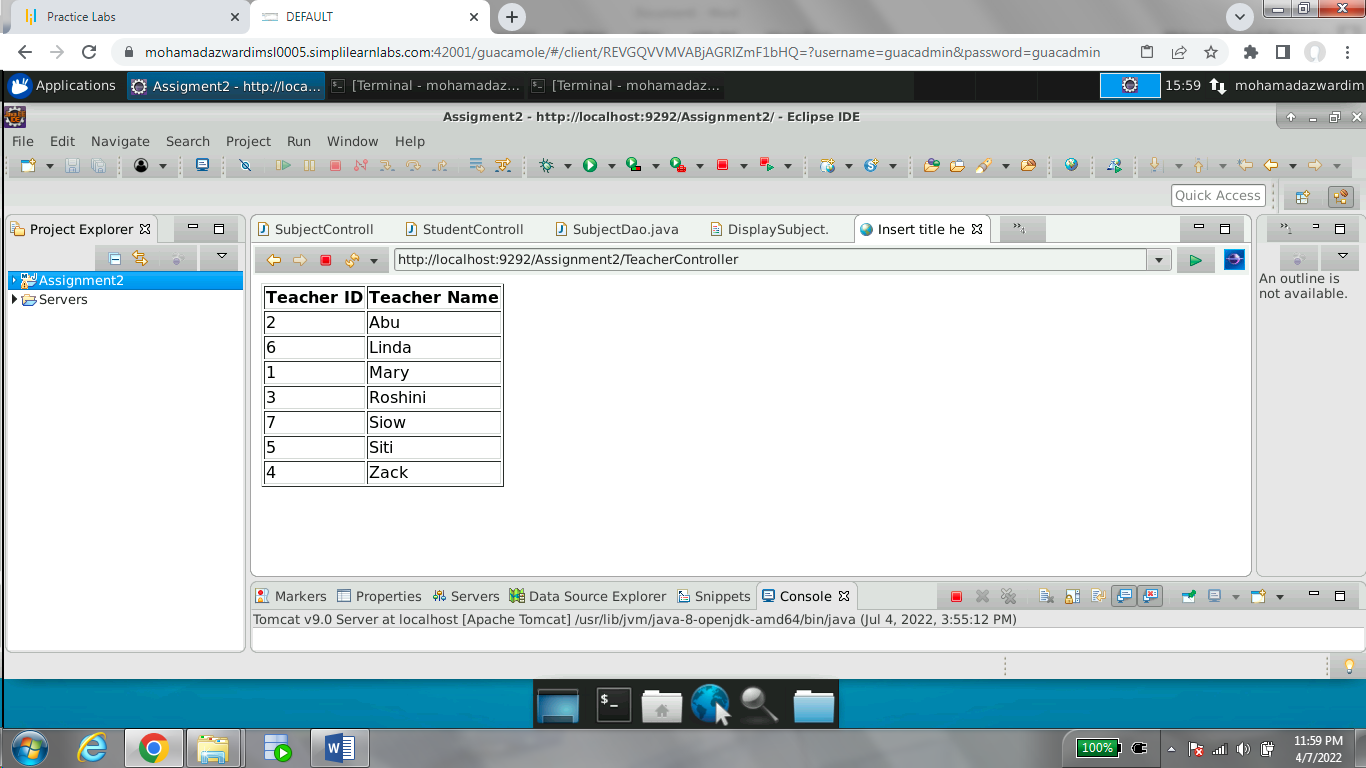 Practice Labs
DEFAULT
mohamadazwardimsl0005.simplilearnlabs.com:42001/guacamole/#/client/REVGQVVMVABjAGRlZmF1bHQ=?username=guacadmin&password=guacadmin
Applications
Assigment2 - http://loca...
[Terminal - mohamadaz...
[Terminal - mohamadaz...
15:59
mohamadazwardim
Assigment2 - http://localhost:9292/Assignment2/ - Eclipse IDE
File Edit Navigate Search Project Run Window Help
Quick Access
Project Explorer
SubjectControll
StudentControll
SubjectDao.java
DisplaySubject.
Insert title he
http://localhost:9292/Assignment2/TeacherController
Assignment2
Servers
An outline is
not available.
Teacher ID Teacher Name
2 Abu
6 Linda
1 Mary
3 Roshini
7 Siow
5 Siti
4 Zack
Markers Properties Servers Data Source Explorer Snippets Console
Tomcat v9.0 Server at localhost [Apache Tomcat] /usr/lib/jvm/java-8-openjdk-amd64/bin/java (Jul 4, 2022, 3:55:12 PM)
100%
11:59 PM
4/7/2022